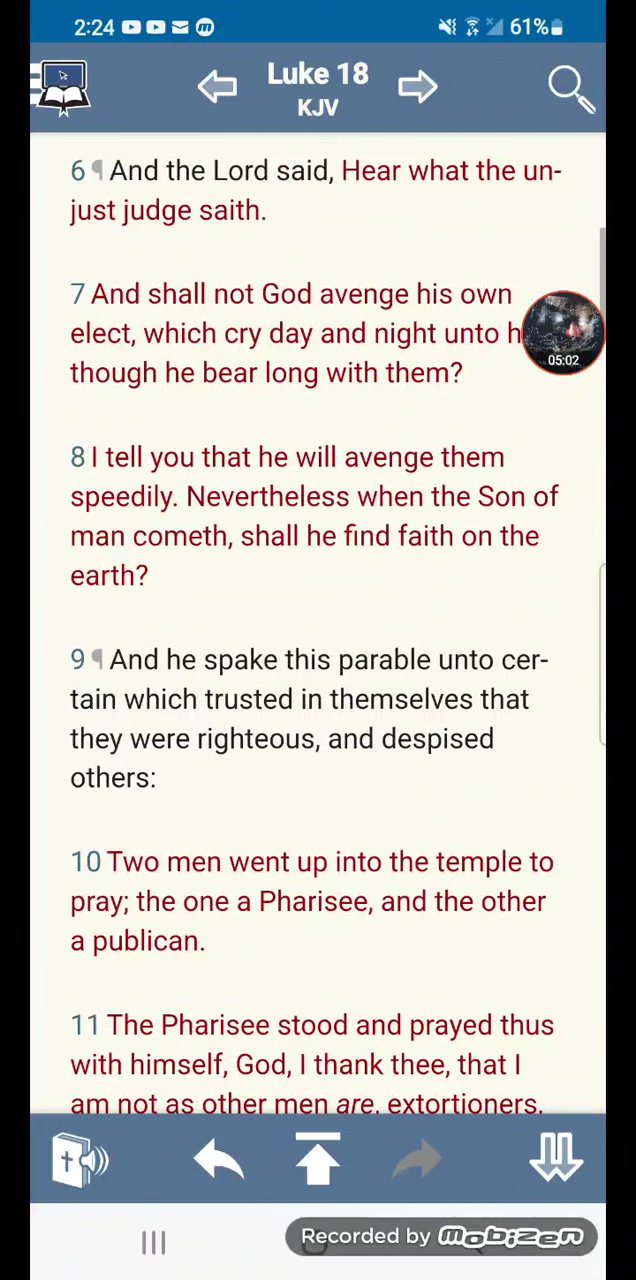 2:24 61%
Luke 18
KJV
6 ¶ And the Lord said, Hear what the un-
just judge saith.
7 And shall not God avenge his own
elect, which cry day and night unto h
though he bear long with them?
05:02
8 I tell you that he will avenge them
speedily. Nevertheless when the Son of
man cometh, shall he find faith on the
earth?
9 ¶ And he spake this parable unto cer-
tain which trusted in themselves that
they were righteous, and despised
others:
10 Two men went up into the temple to
pray; the one a Pharisee, and the other
a publican.
11 The Pharisee stood and prayed thus
with himself, God, I thank thee, that I
am not as other men are, extortioners,
Recorded by mobizen